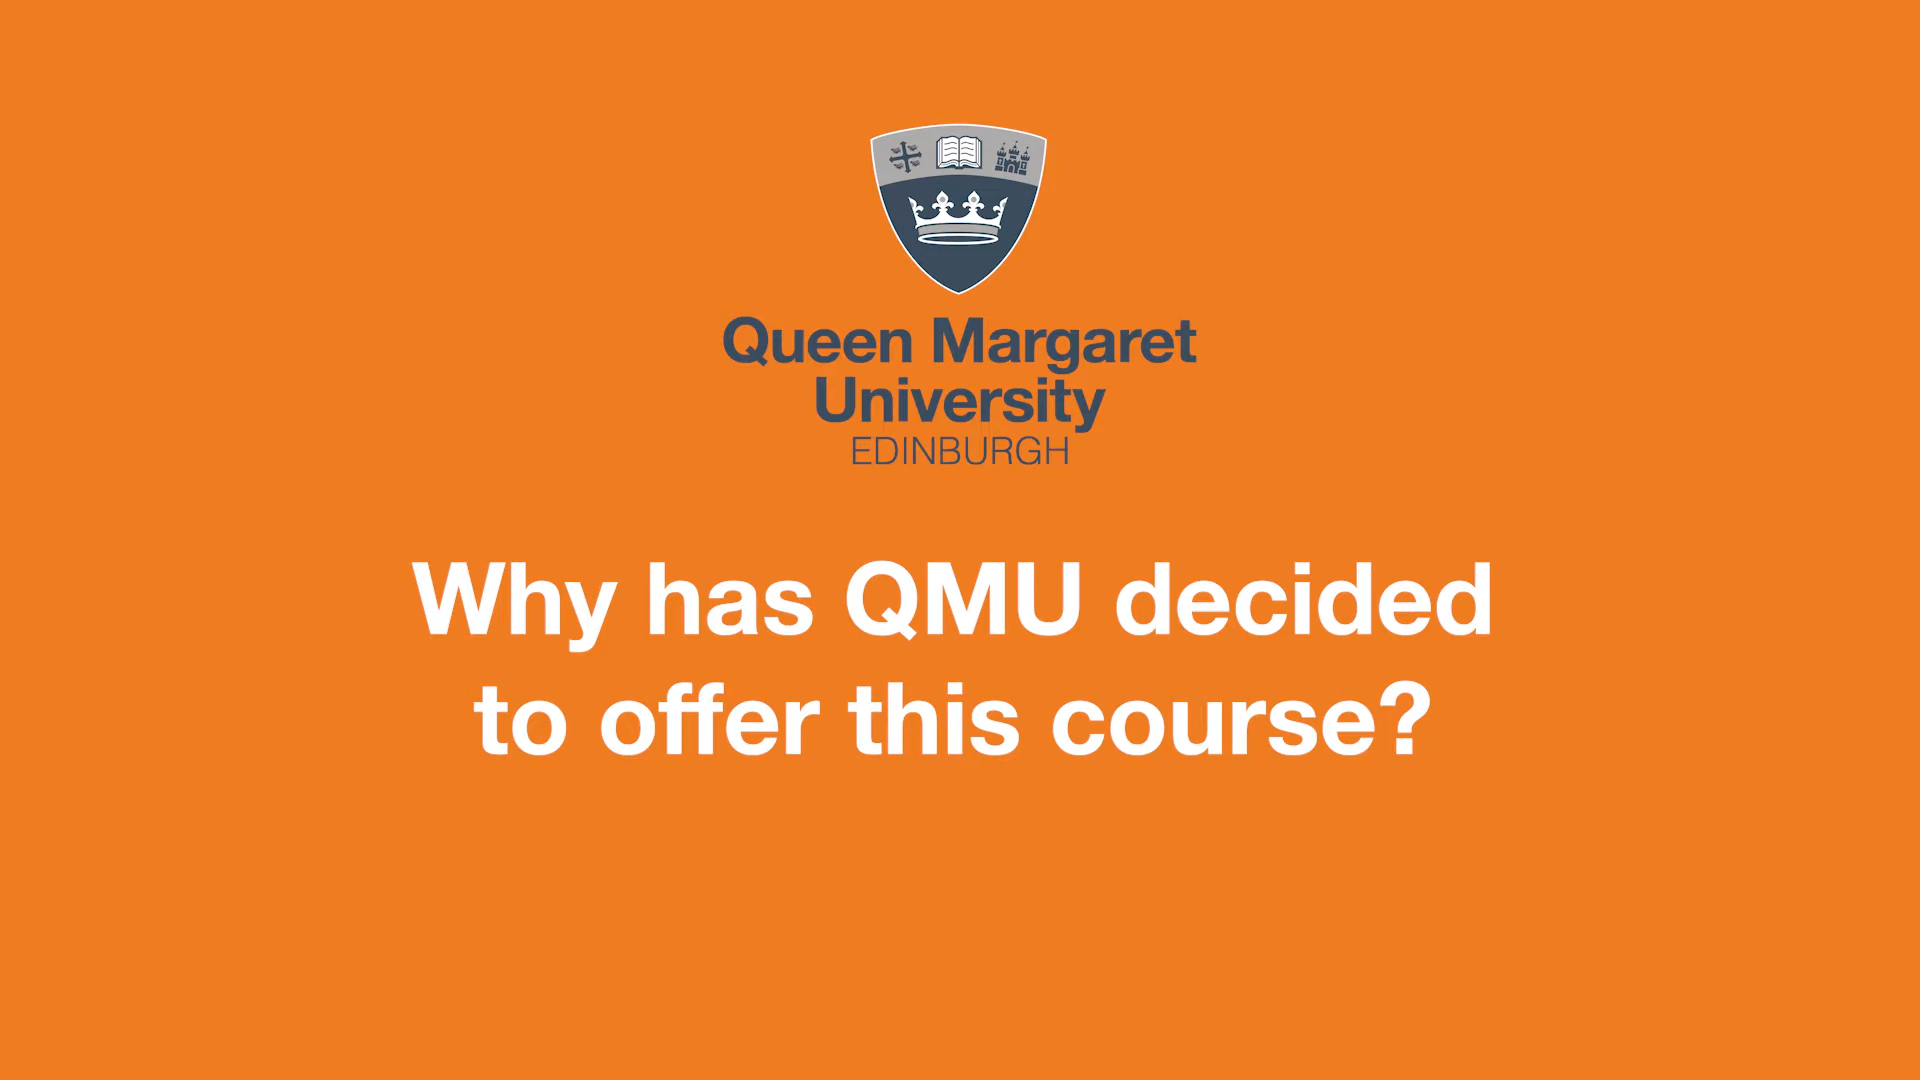 Queen Margaret
University
EDINBURGH
Why has QMU decided
to offer this course?